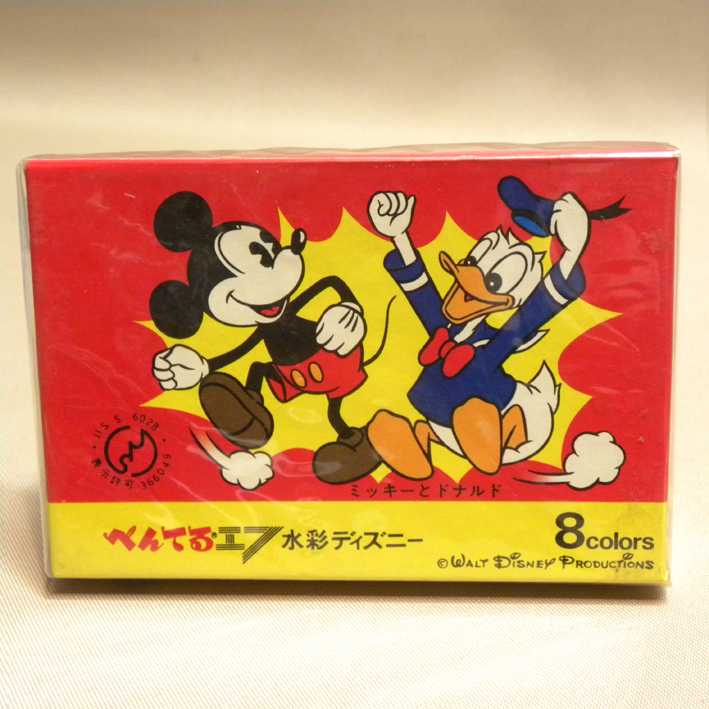 JIS S 6028
表示許可 366049
ミッキーとドナルド
ぺんてるエフ水彩ディズニー
8colors
©WALT DISNEY PRODUCTIONS